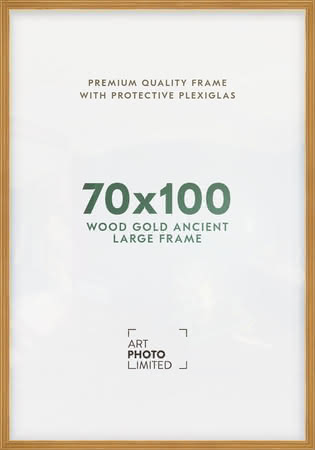 PREMIUM QUALITY FRAME
WITH PROTECTIVE PLEXIGLAS
70x100
WOOD GOLD ANCIENT
LARGE FRAME
ART
PHOTO
LIMITED